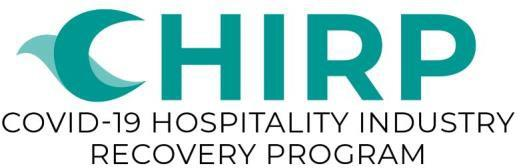 CHIRP
COVID-19 HOSPITALITY INDUSTRY
RECOVERY PROGRAM